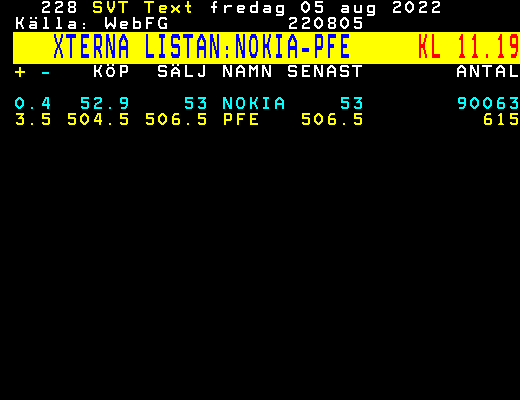 228 SVT Text fredag 05 aug 2022
Källa: WebFG 220805
XTERNA LISTAN:NOKIA-PFE KL 11.19
+ - KÖP SÄLJ NAMN SENAST ANTAL
0.4 52.9 53 NOKIA 53 90063
3.5 504.5 506.5 PFE 506.5 615